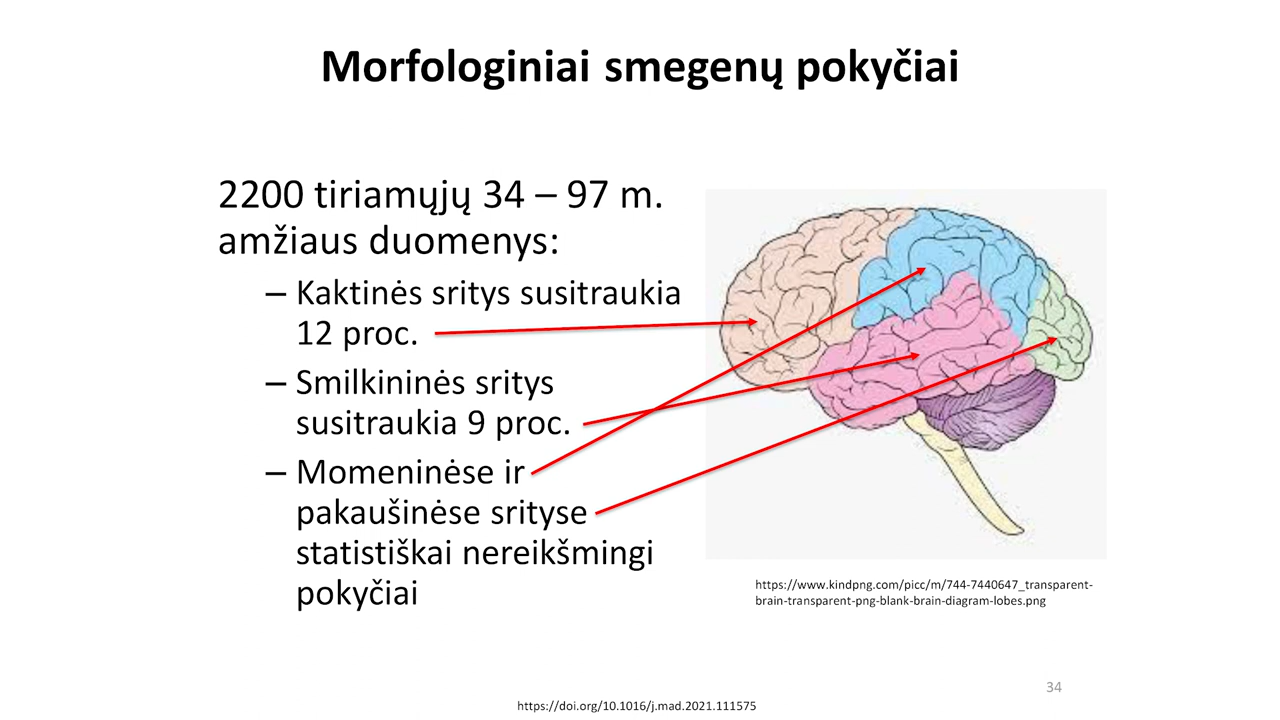 Morfologiniai smegenų pokyčiai
2200 tiriamųjų 34 – 97 m.
amžiaus duomenys:
– Kaktinės sritys susitraukia
12 proc.
– Smilkininės sritys
susitraukia 9 proc.
– Momeninėse ir
pakaušinėse srityse
statistiškai nereikšmingi
pokyčiai
https://www.kindpng.com/picc/m/744-7440647_transparent-
brain-transparent-png-blank-brain-diagram-lobes.png
34
https://doi.org/10.1016/j.mad.2021.111575